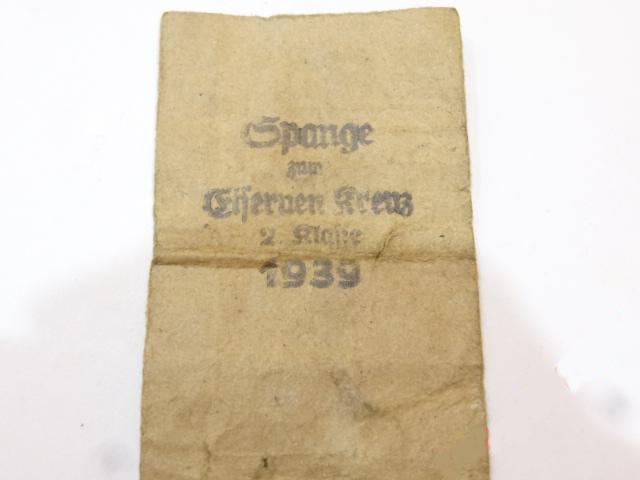 Spange
zum
Eisernen Kreuz
2. Klasse
1939